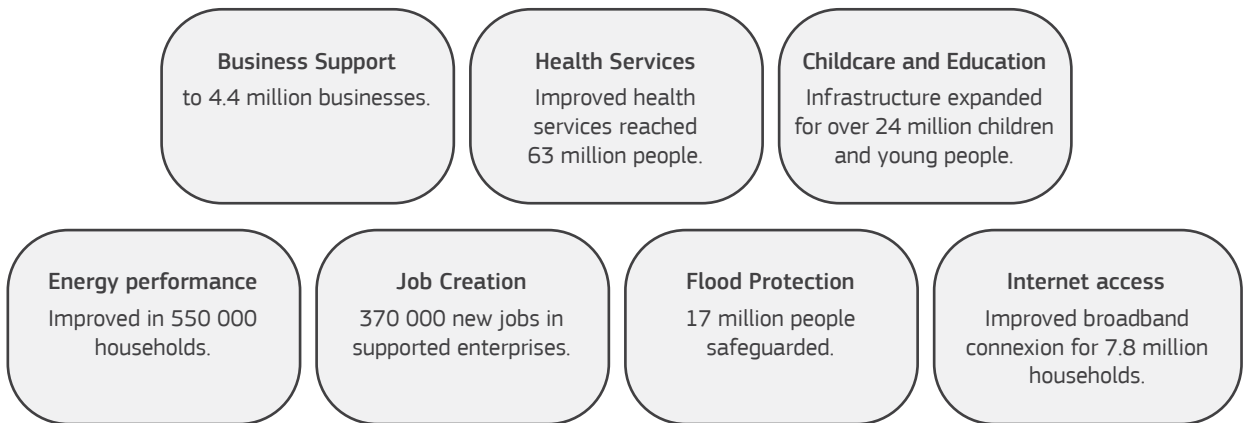 Business Support
to 4.4 million businesses.
Health Services
Improved health
services reached
63 million people.
Childcare and Education
Infrastructure expanded
for over 24 million children
and young people.
Energy performance
Improved in 550 000
households.
Job Creation
370 000 new jobs in
supported enterprises.
Flood Protection
17 million people
safeguarded.
Internet access
Improved broadband
connexion for 7.8 million
households.